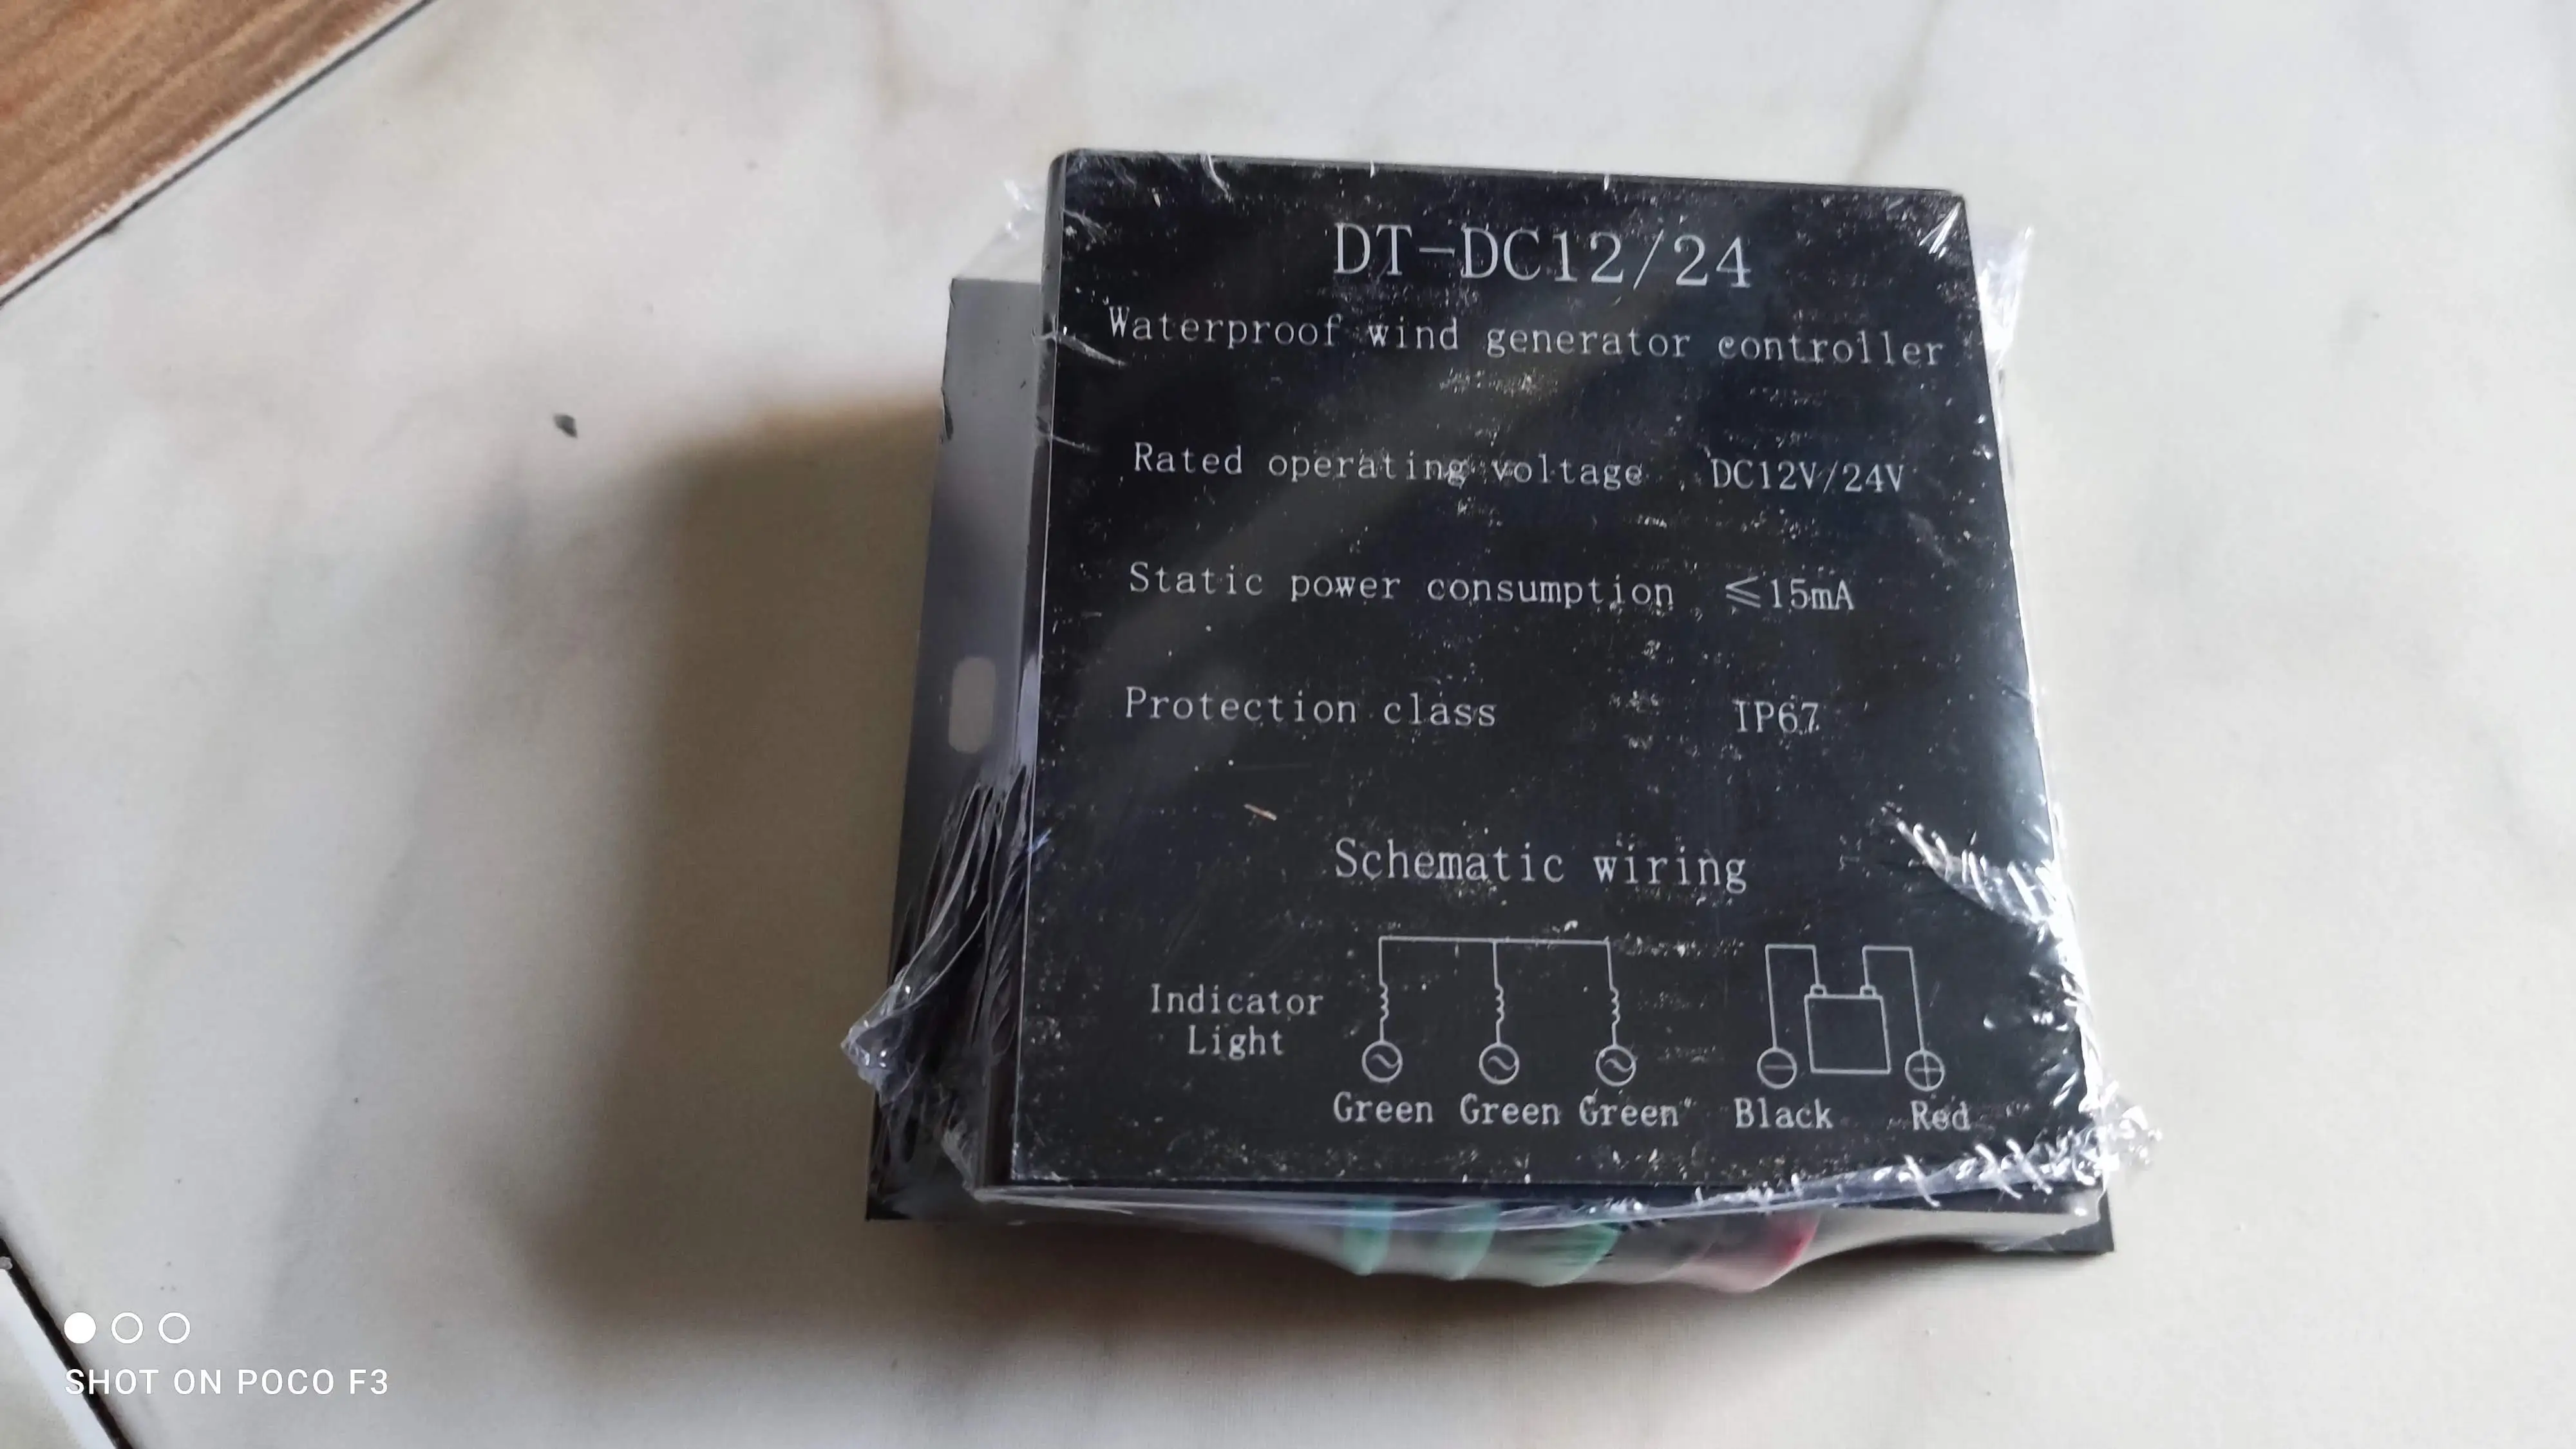 DT-DC12/24
Waterproof wind generator controller
Rated operating voltage DC12V/24V
Static power consumption ≤15mA
Protection class IP67
Schematic wiring
Indicator
Light
Green Green Green Black Red
SHOT ON POCO F3